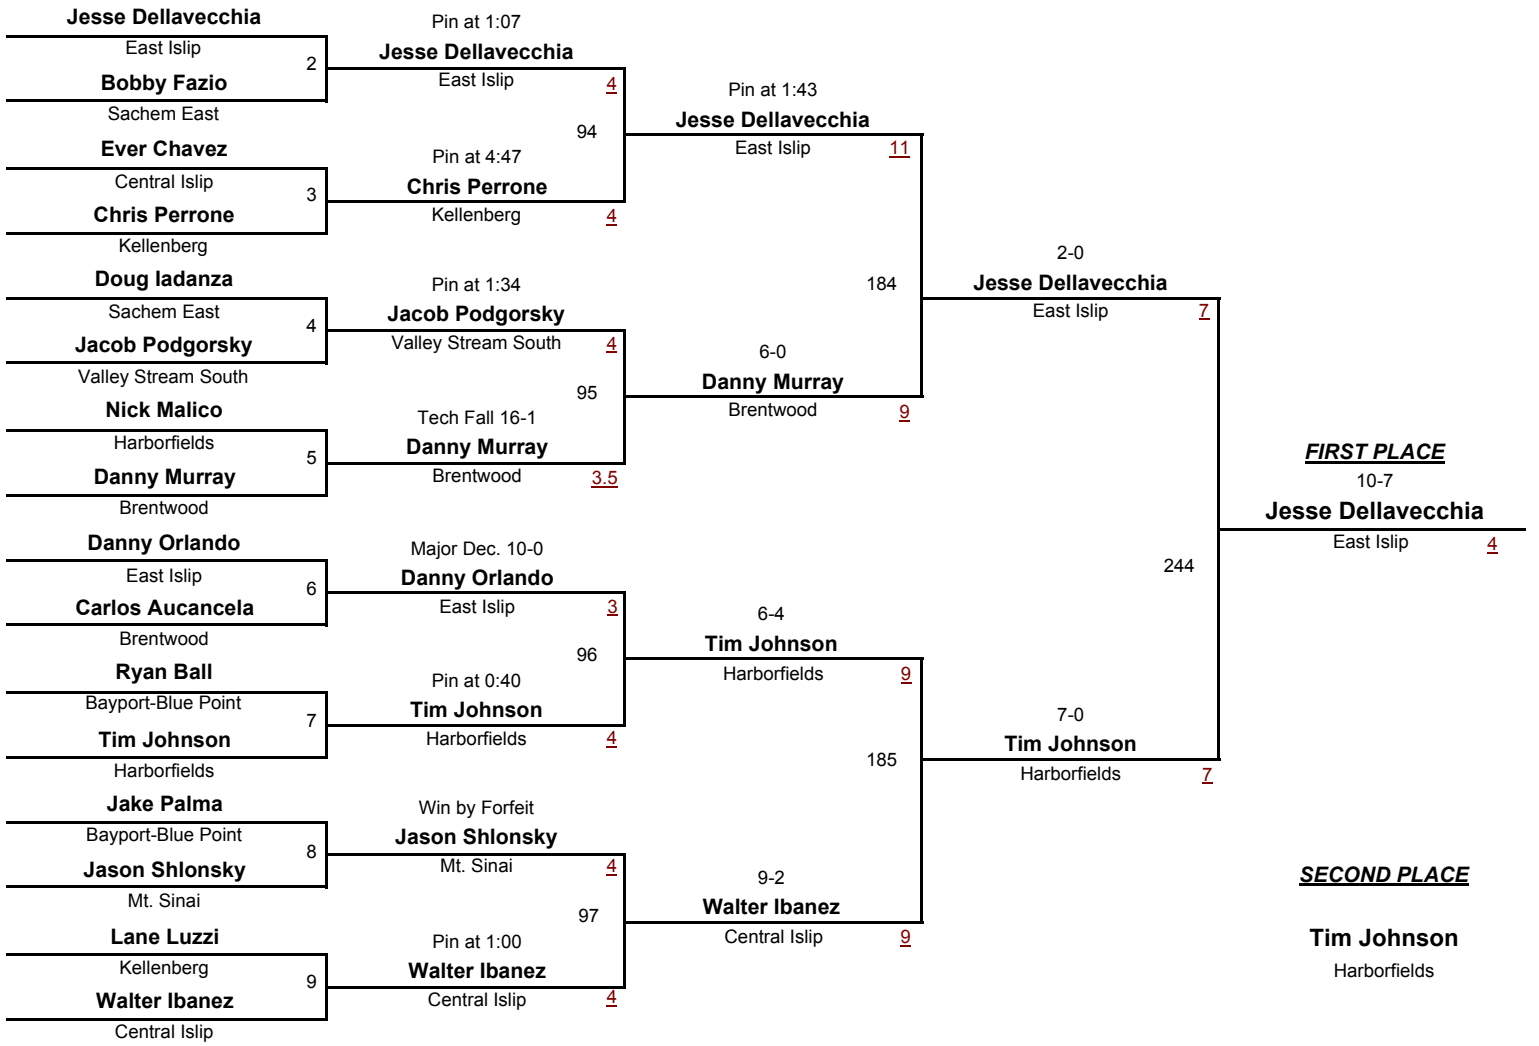 Jesse Dellavecchia
East Islip
2
Bobby Fazio
Sachem East
Ever Chavez
Central Islip
3
Chris Perrone
Kellenberg
Doug Iadanza
Sachem East
4
Jacob Podgorsky
Valley Stream South
Nick Malico
Harborfields
5
Danny Murray
Brentwood
Danny Orlando
East Islip
6
Carlos Aucancela
Brentwood
Ryan Ball
Bayport-Blue Point
7
Tim Johnson
Harborfields
Jake Palma
Bayport-Blue Point
8
Jason Shlonsky
Mt. Sinai
Lane Luzzi
Kellenberg
9
Walter Ibanez
Central Islip
Pin at 1:07
Jesse Dellavecchia
East Islip
4
94
Pin at 4:47
Chris Perrone
Kellenberg
4
Pin at 1:34
Jacob Podgorsky
Valley Stream South
4
95
Tech Fall 16-1
Danny Murray
Brentwood
3.5
Major Dec. 10-0
Danny Orlando
East Islip
3
96
Pin at 0:40
Tim Johnson
Harborfields
4
Win by Forfeit
Jason Shlonsky
Mt. Sinai
4
97
Pin at 1:00
Walter Ibanez
Central Islip
4
Pin at 1:43
Jesse Dellavecchia
East Islip
11
184
6-0
Danny Murray
Brentwood
9
6-4
Tim Johnson
Harborfields
9
185
9-2
Walter Ibanez
Central Islip
9
2-0
Jesse Dellavecchia
East Islip
7
244
7-0
Tim Johnson
Harborfields
7
FIRST PLACE
10-7
Jesse Dellavecchia
East Islip
4
SECOND PLACE
Tim Johnson
Harborfields